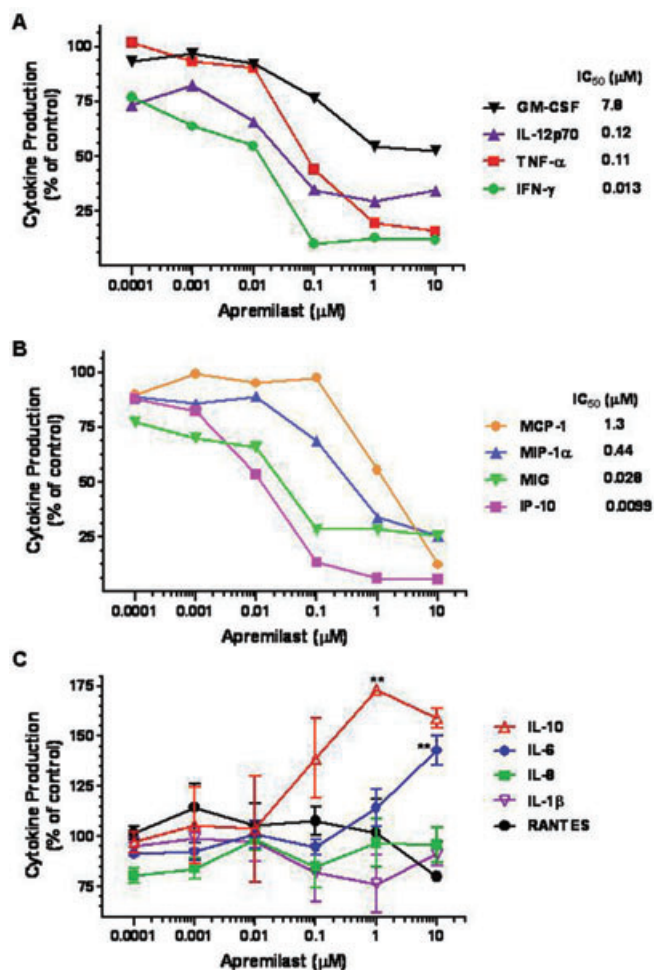 A
Cytokine Production
(% of control)
100
75
50
25
0.0001 0.001 0.01 0.1 1 10
Apremilast (μM)
IC50 (μM)
GM-CSF 7.8
IL-12p70 0.12
TNF-α 0.11
IFN-γ 0.013
B
Cytokine Production
(% of control)
100
75
50
25
0.0001 0.001 0.01 0.1 1 10
Apremilast (μM)
IC50 (μM)
MCP-1 1.3
MIP-1α 0.44
MIG 0.028
IP-10 0.0099
C
Cytokine Production
(% of control)
175
150
125
100
75
**
**
0.0001 0.001 0.01 0.1 1 10
Apremilast (μM)
IL-10
IL-6
IL-8
IL-1β
RANTES